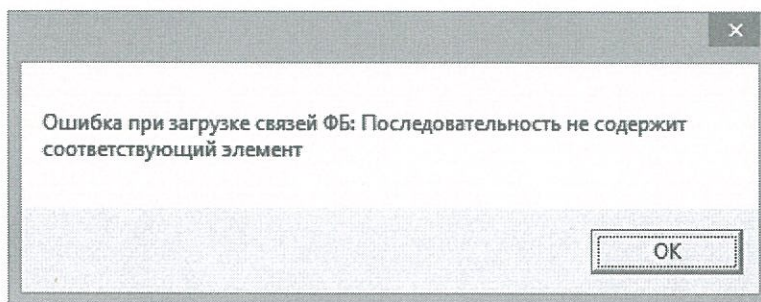 Ошибка при загрузке связей ФБ: Последовательность не содержит
соответствующий элемент
OK